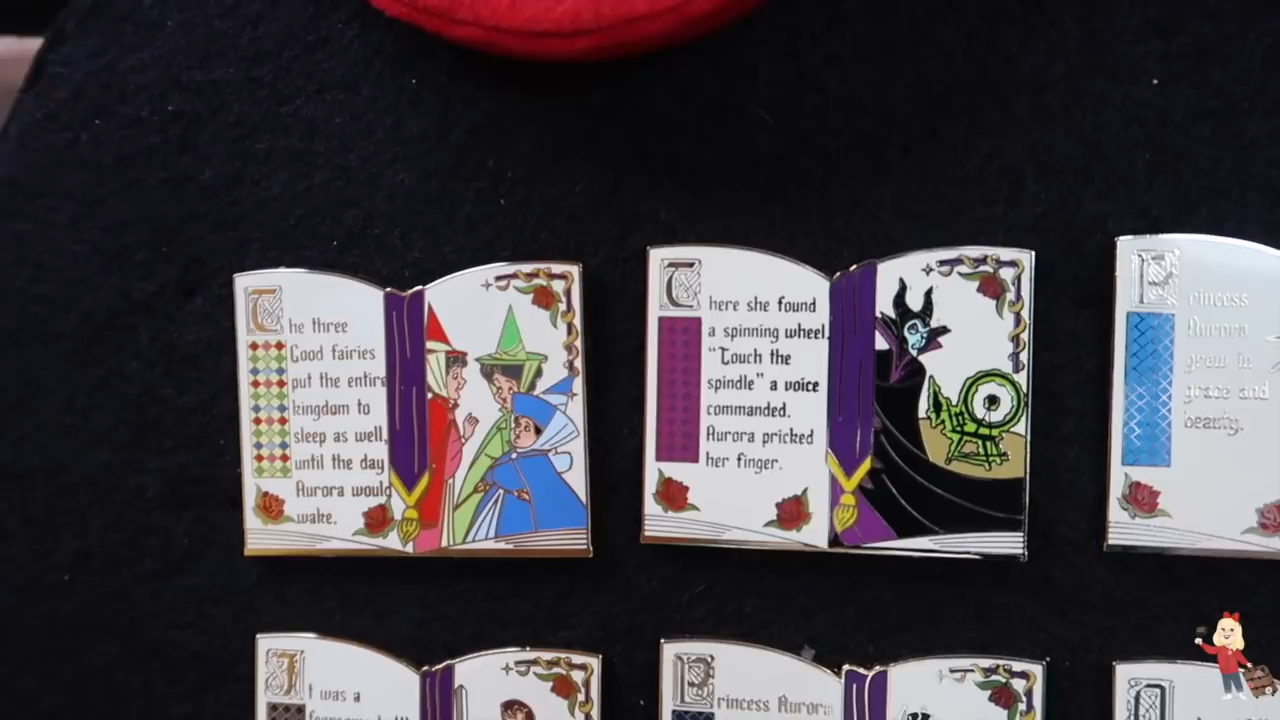 The three
Good fairies
put the entire
kingdom to
sleep as well,
until the day
Aurora would
wake.
There she found
a spinning wheel.
"Touch the
spindle" a voice
commanded.
Aurora pricked
her finger.
Princess
Aurora
grew in
grace and
beauty.
It was a
Princess Aurora